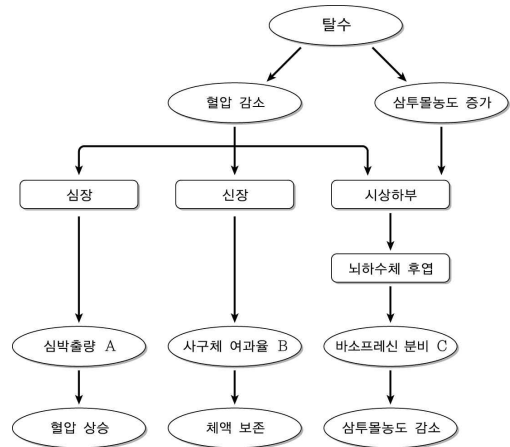 탈수
혈압 감소
삼투몰농도 증가
심장
신장
시상하부
뇌하수체 후엽
심박출량 A
사구체 여과율 B
바소프레신 분비 C
혈압 상승
체액 보존
삼투몰농도 감소